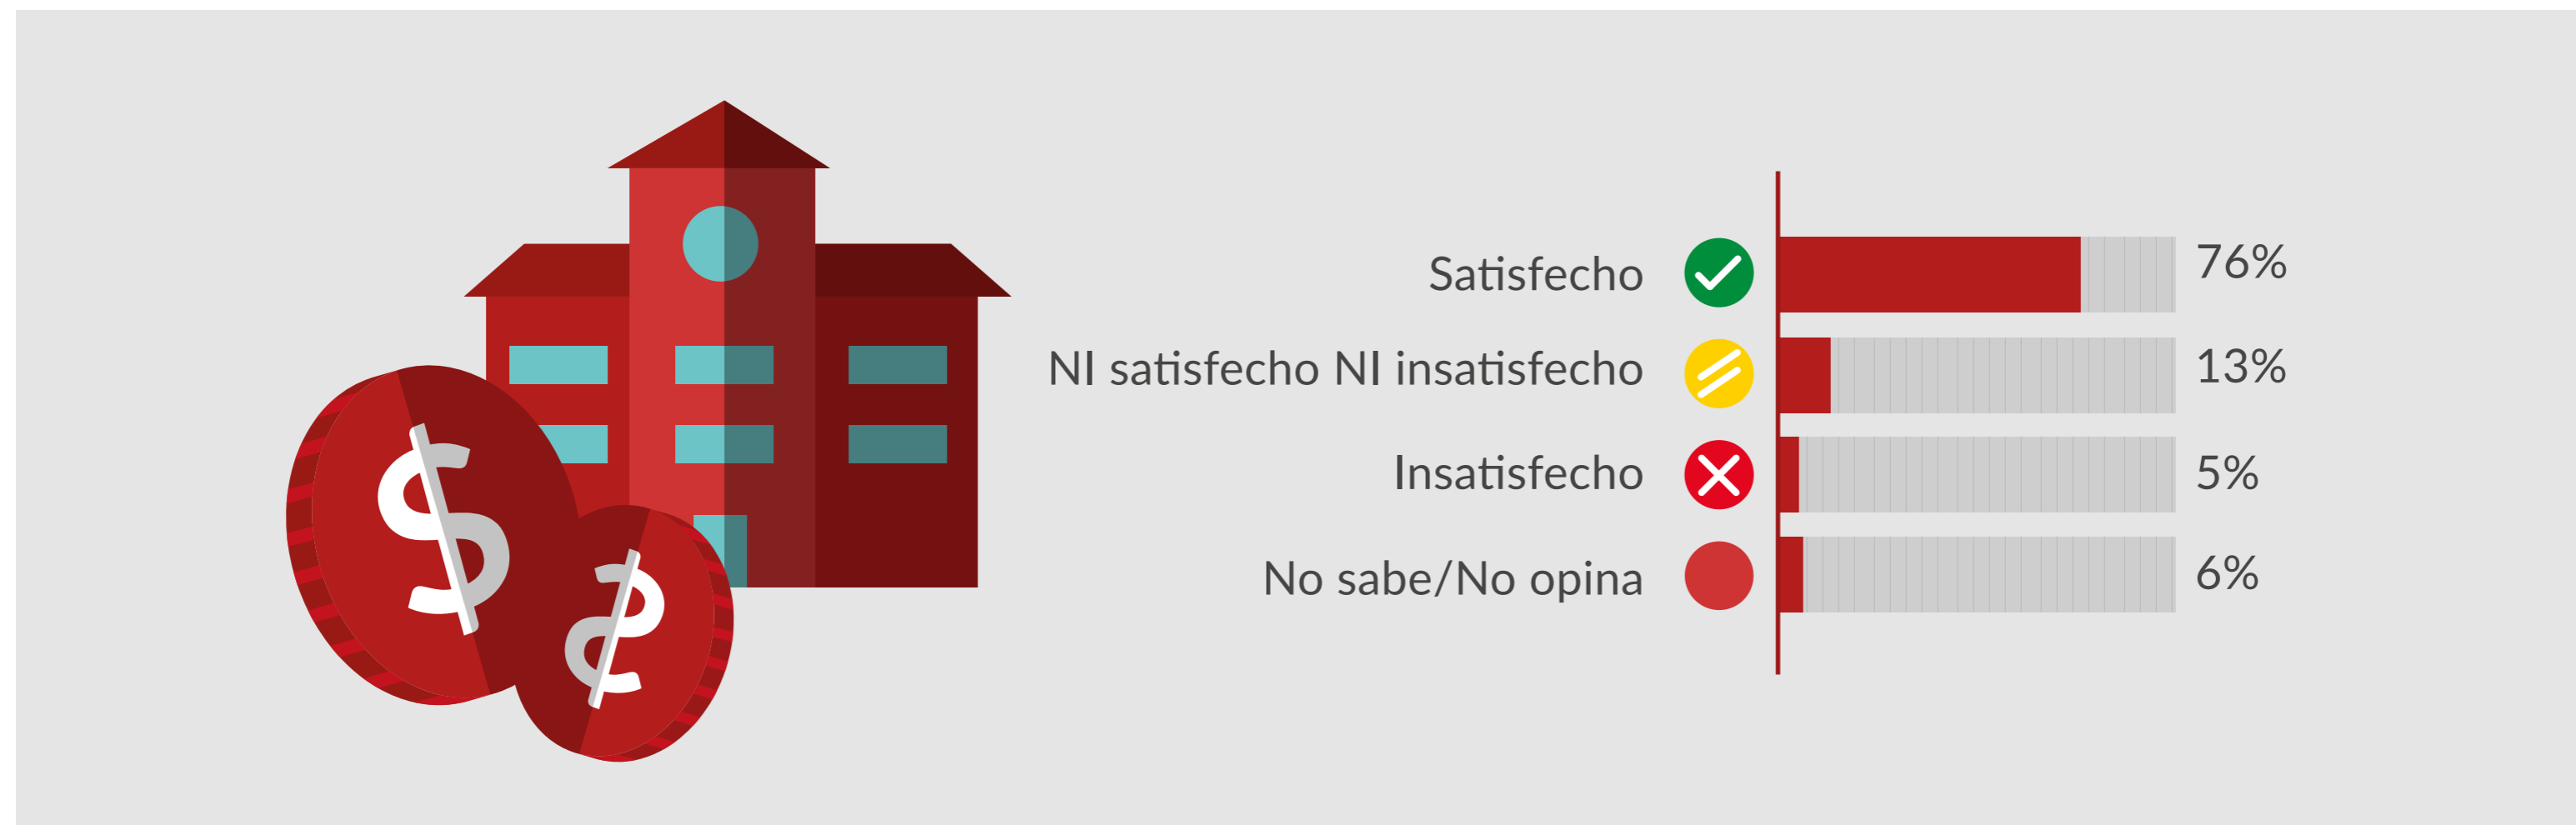 Satisfecho 76%
NI satisfecho NI insatisfecho 13%
Insatisfecho 5%
No sabe/No opina 6%
$
$